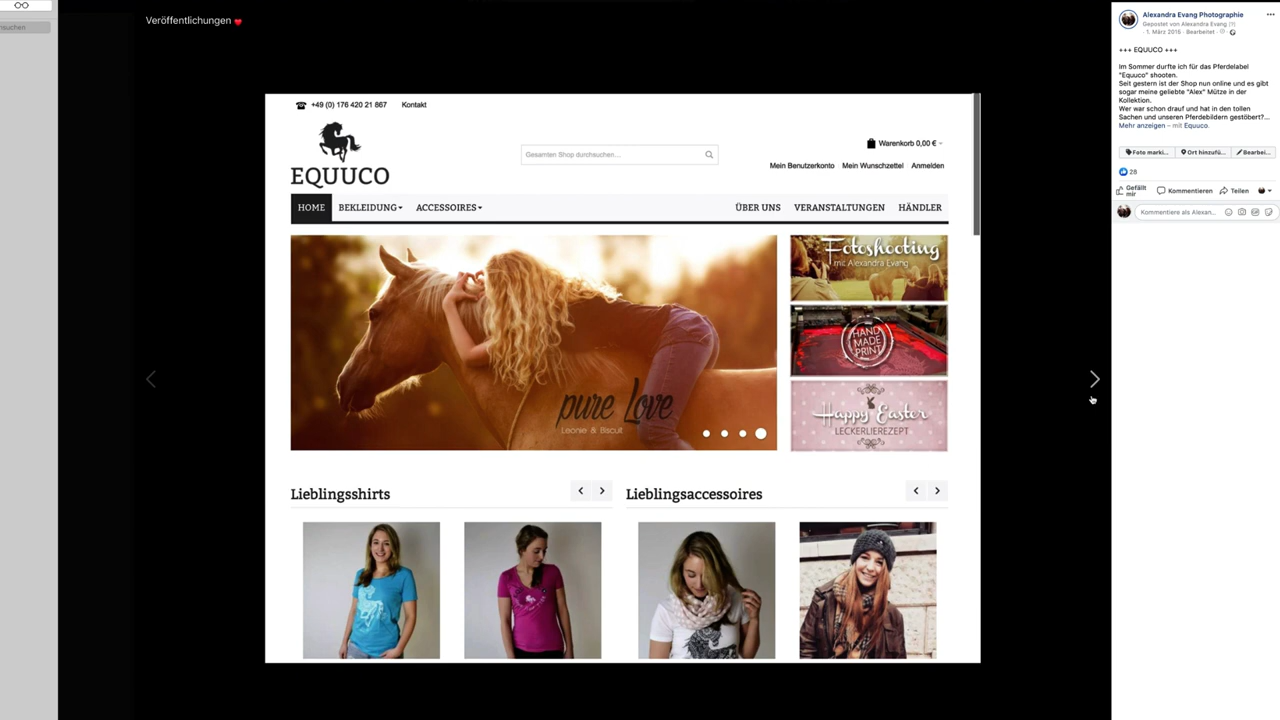 suchen
Veröffentlichungen
+49 (0) 176 420 21 867
Kontakt
EQUUCO
Gesamten Shop durchsuchen...
Warenkorb 0,00 €
Mein Benutzerkonto
Mein Wunschzettel
Anmelden
HOME
BEKLEIDUNG
ACCESSOIRES
ÜBER UNS
VERANSTALTUNGEN
HÄNDLER
pure Love
Leonie & Biscuit
Fotoshooting
mit Alexandra Evang
HAND
MADE
PRINT
Happy Easter
LECKERLIEREZEPT
Lieblingsshirts
Lieblingsaccessoires
Alexandra Evang Photographie
Gepostet von Alexandra Evang [?]
· 1. März 2016 · Bearbeitet ·
+++ EQUUCO +++
Im Sommer durfte ich für das Pferdelabel
"Equuco" shooten.
Seit gestern ist der Shop nun online und es gibt
sogar meine geliebte "Alex" Mütze in der
Kollektion.
Wer war schon drauf und hat in den tollen
Sachen und unseren Pferdebildern gestöbert?...
Mehr anzeigen – mit Equuco.
Foto marki...
Ort hinzufü...
Bearbei...
28
Gefällt
mir
Kommentieren
Teilen
Kommentiere als Alexan...